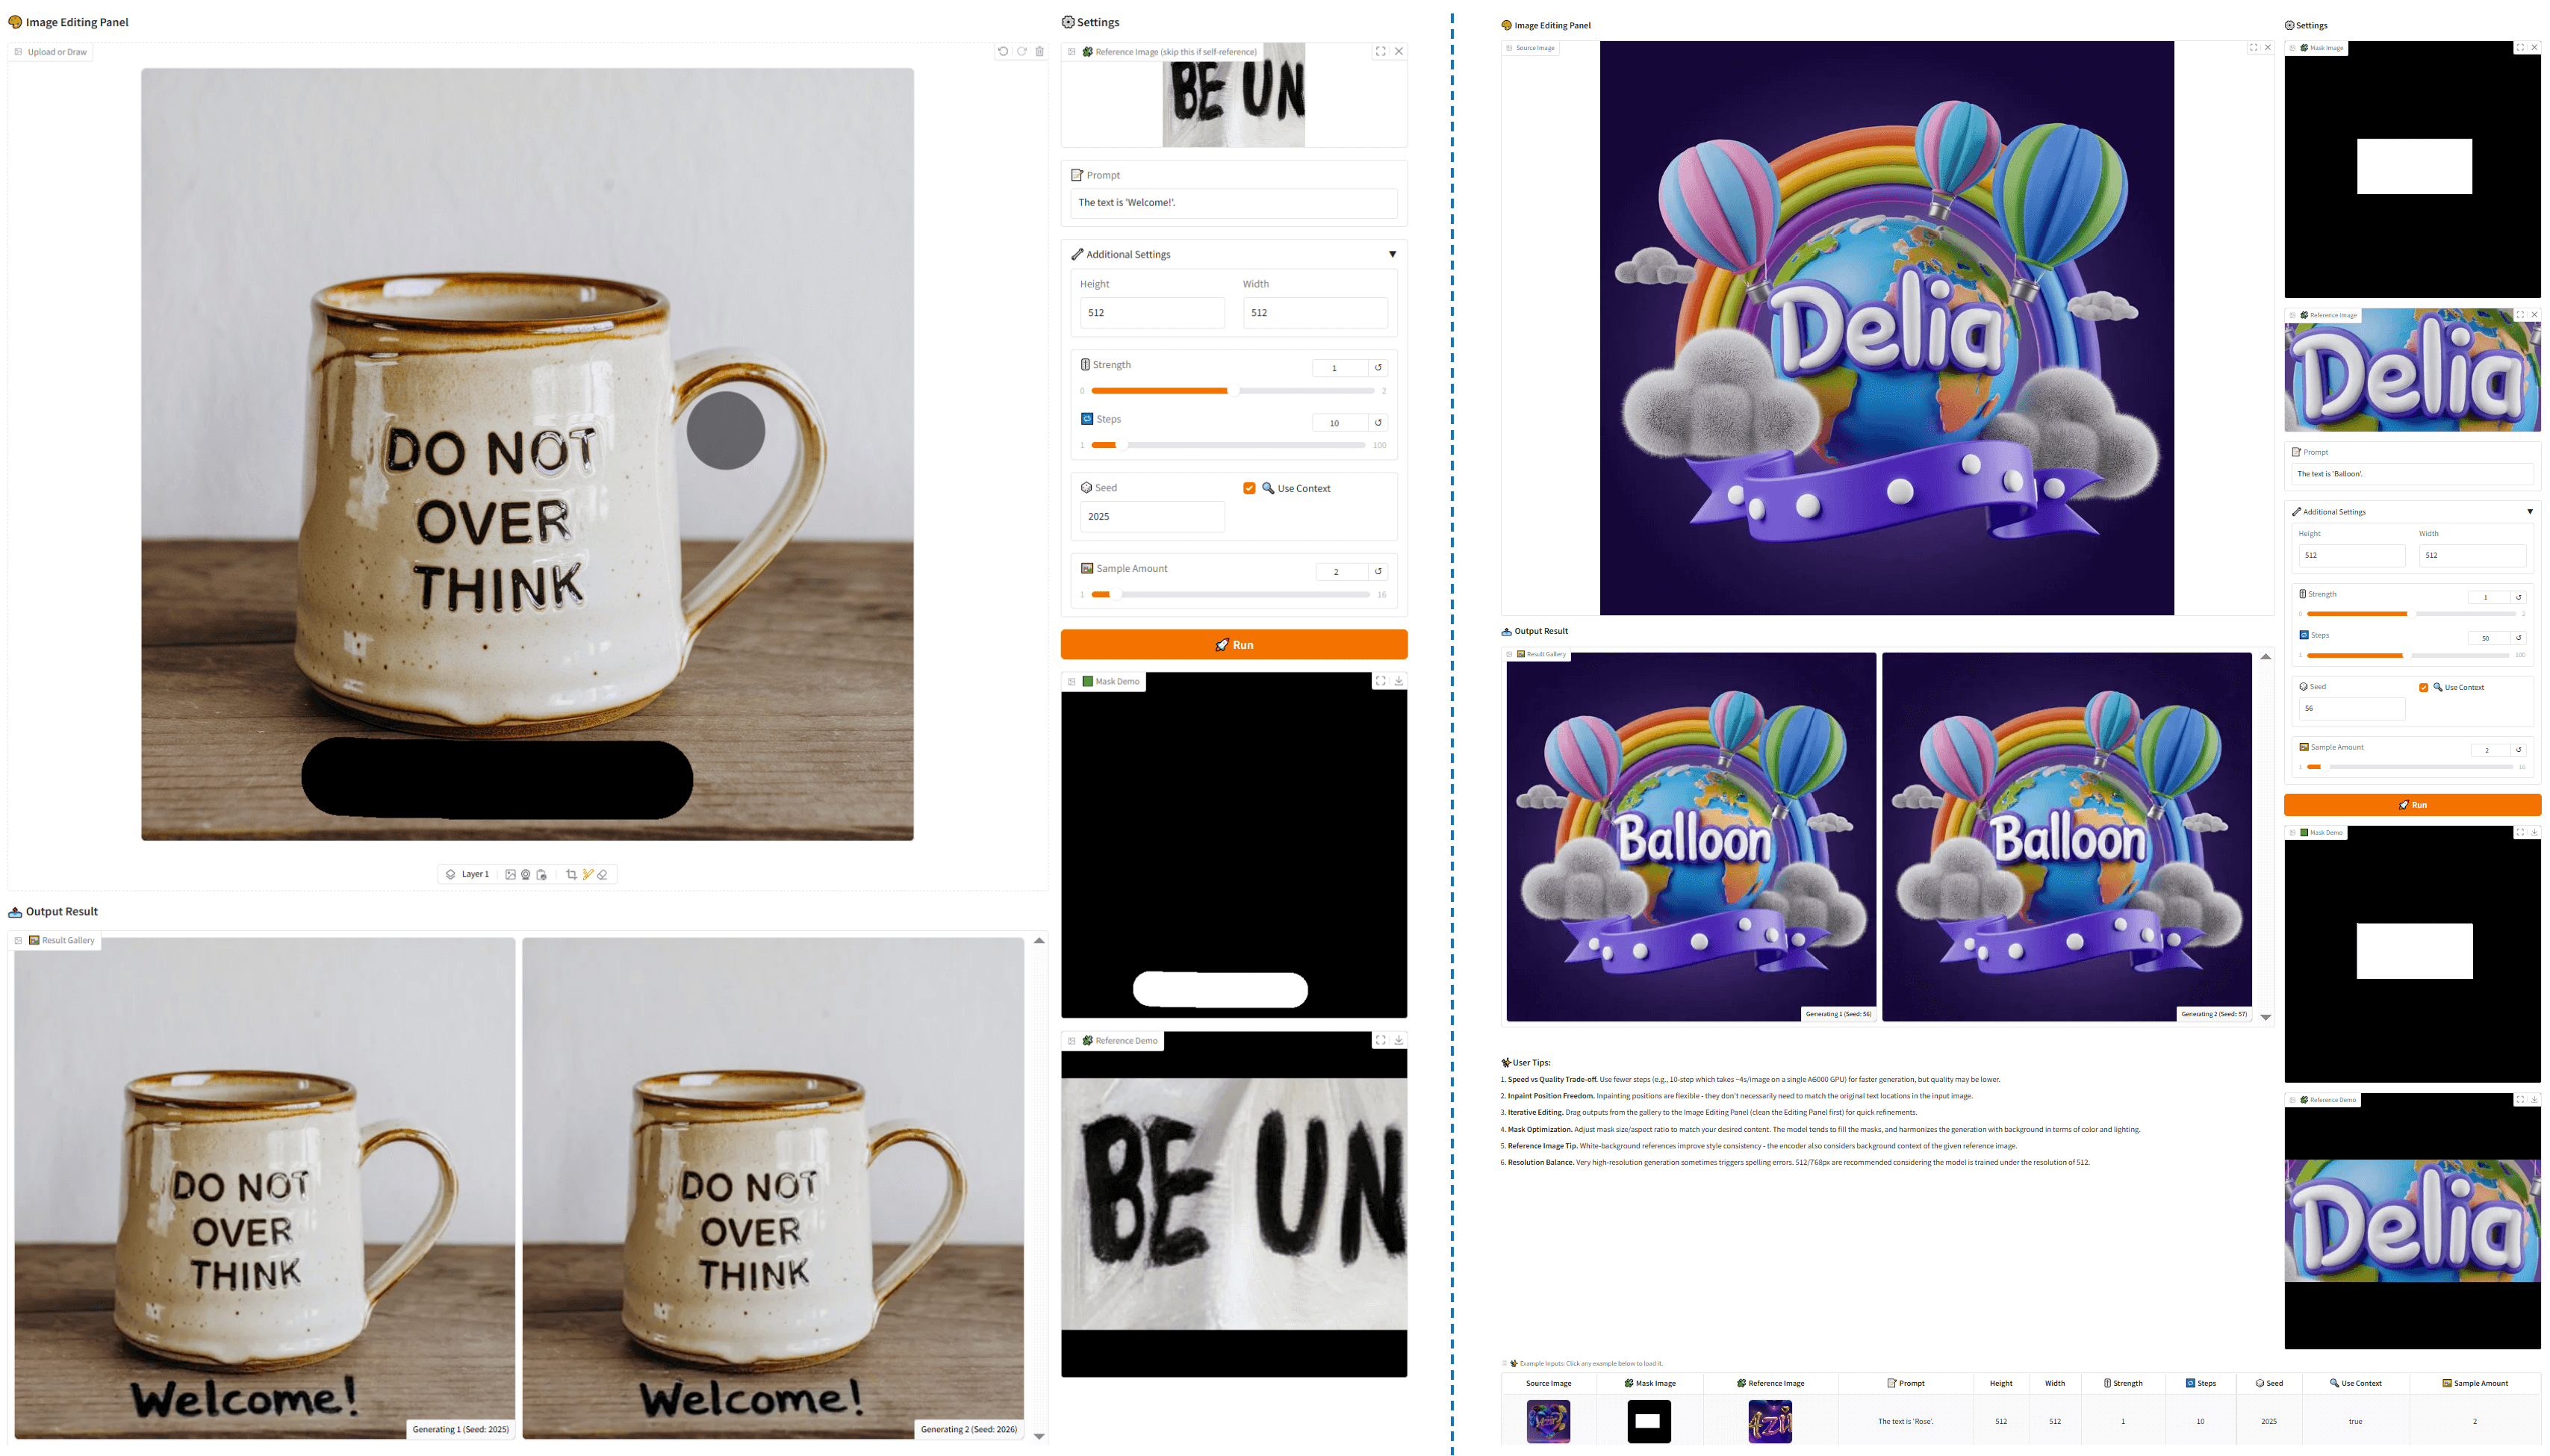 Image Editing Panel
Upload or Draw
DO NOT
OVER
THINK
Layer 1
Output Result
Result Gallery
DO NOT
OVER
THINK
Welcome!
Generating 1 (Seed: 2025)
DO NOT
OVER
THINK
Welcome!
Generating 2 (Seed: 2026)
Settings
Reference Image (skip this if self-reference)
BE UN
Prompt
The text is 'Welcome!'.
Additional Settings
Height
Width
512
512
Strength
1
0
2
Steps
10
1
100
Seed
Use Context
2025
Sample Amount
2
1
16
Run
Mask Demo
Reference Demo
BE UN
Image Editing Panel
Source Image
Delia
Output Result
Result Gallery
Balloon
Generating 1 (Seed: 56)
Balloon
Generating 2 (Seed: 57)
User Tips:
1. Speed vs Quality Trade-off. Use fewer steps (e.g., 10-step which takes ~4s/image on a single A6000 GPU) for faster generation, but quality may be lower.
2. Inpaint Position Freedom. Inpainting positions are flexible - they don't necessarily need to match the original text locations in the input image.
3. Iterative Editing. Drag outputs from the gallery to the Image Editing Panel (clean the Editing Panel first) for quick refinements.
4. Mask Optimization. Adjust mask size/aspect ratio to match your desired content. The model tends to fill the masks, and harmonizes the generation with background in terms of color and lighting.
5. Reference Image Tip. White-background references improve style consistency - the encoder also considers background context of the given reference image.
6. Resolution Balance. Very high-resolution generation sometimes triggers spelling errors. 512/768px are recommended considering the model is trained under the resolution of 512.
Settings
Mask Image
Reference Image
Delia
Prompt
The text is 'Balloon'.
Additional Settings
Height
Width
512
512
Strength
1
0
2
Steps
50
1
100
Seed
Use Context
56
Sample Amount
2
1
16
Run
Mask Demo
Reference Demo
Delia
Example Inputs: Click any example below to load it.
Source Image Mask Image Reference Image Prompt Height Width Strength Steps Seed Use Context Sample Amount
The text is 'Rose'. 512 512 1 10 2025 true 2